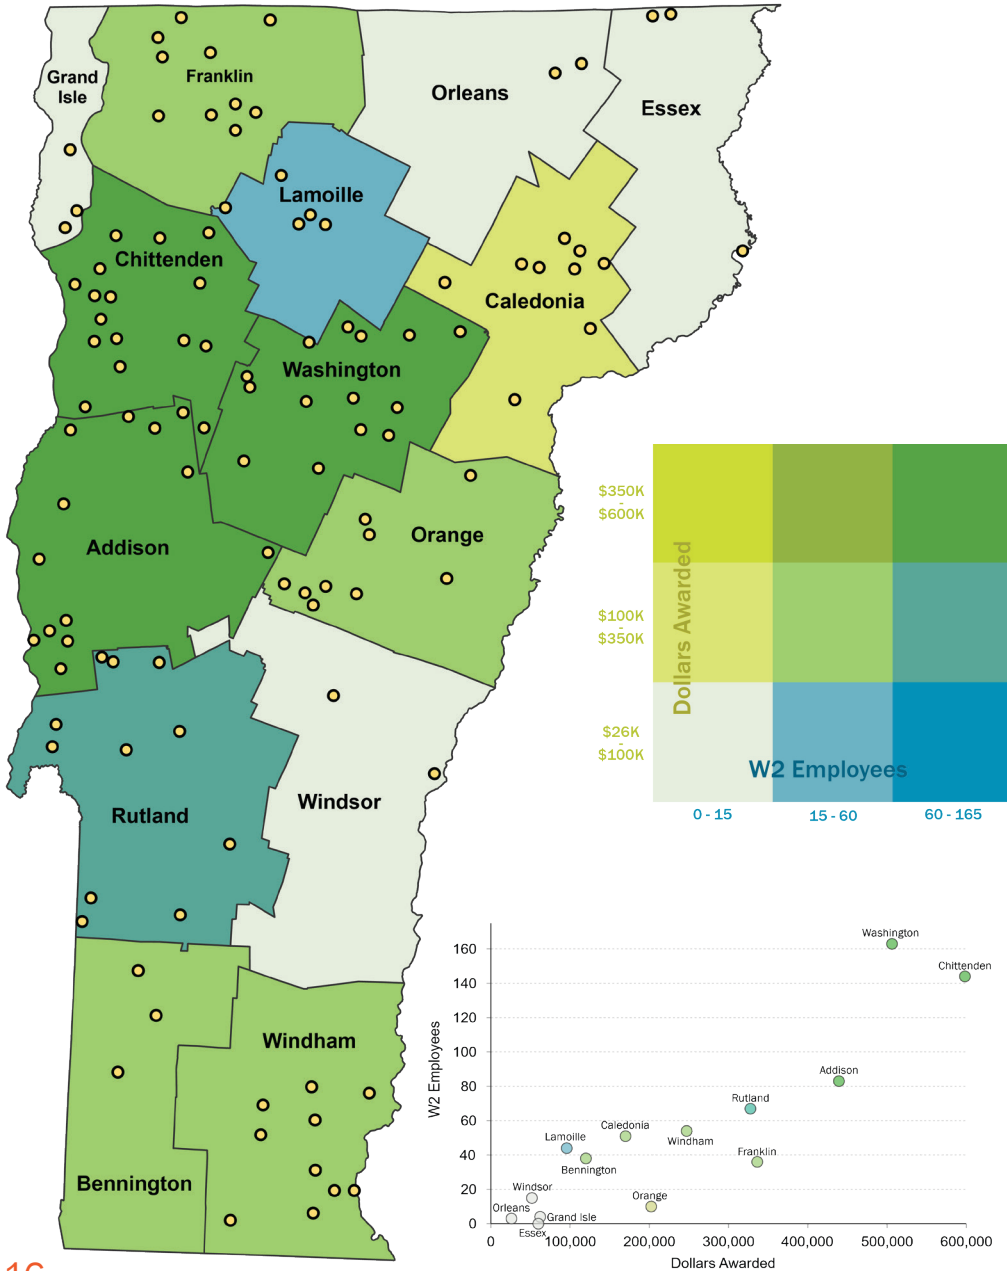 Grand
Isle
Franklin
Orleans
Essex
Lamoille
Chittenden
Caledonia
Washington
Addison
Orange
Rutland
Windsor
Windham
Bennington
$350K
-
$600K
$100K
-
$350K
$26K
-
$100K
Dollars Awarded
W2 Employees
0 - 15
15 - 60
60 - 165
Washington
Chittenden
Addison
Rutland
Caledonia
Windham
Lamoille
Bennington
Franklin
Windsor
Orange
Orleans
Grand Isle
Essex
160
140
120
100
80
60
40
20
0
W2 Employees
0
100,000
200,000
300,000
400,000
500,000
600,000
Dollars Awarded
16